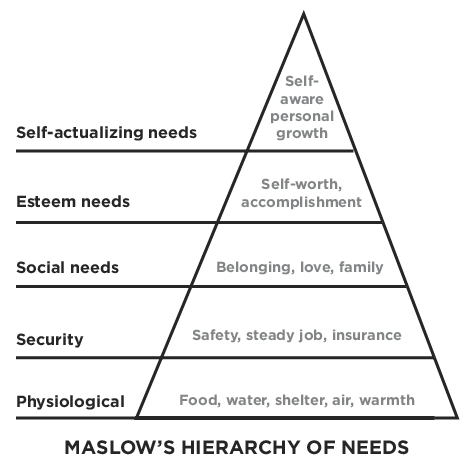 Self-
aware
personal
growth
Self-actualizing needs
Self-worth,
accomplishment
Esteem needs
Belonging, love, family
Social needs
Safety, steady job, insurance
Security
Food, water, shelter, air, warmth
Physiological
MASLOW'S HIERARCHY OF NEEDS